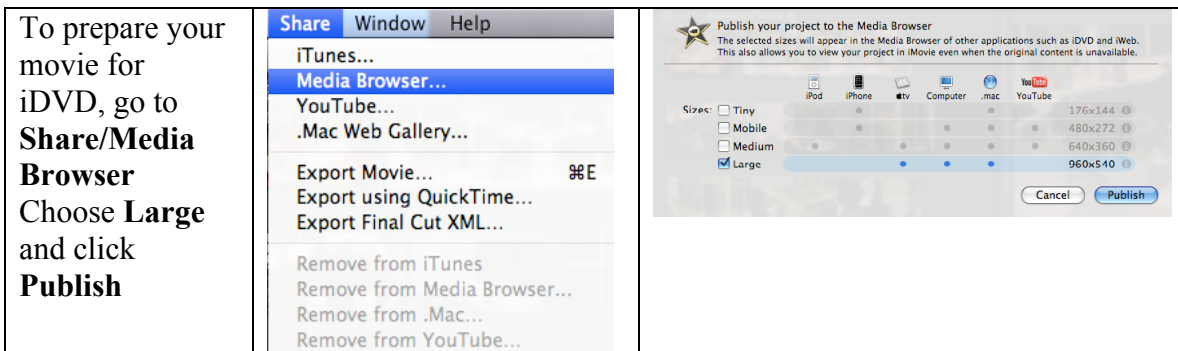 To prepare your
movie for
iDVD, go to
Share/Media
Browser
Choose Large
and click
Publish
Share Window Help
iTunes...
Media Browser...
YouTube...
.Mac Web Gallery...
Export Movie... ⌘E
Export using QuickTime...
Export Final Cut XML...
Remove from iTunes
Remove from Media Browser...
Remove from .Mac...
Remove from YouTube...
Publish your project to the Media Browser
The selected sizes will appear in the Media Browser of other applications such as iDVD and iWeb.
This also allows you to view your project in iMovie even when the original content is unavailable.
You Tube
iPod iPhone tv Computer .mac YouTube
Sizes: Tiny 176x144
Mobile 480x272
Medium 640x360
Large 960x540
Cancel Publish